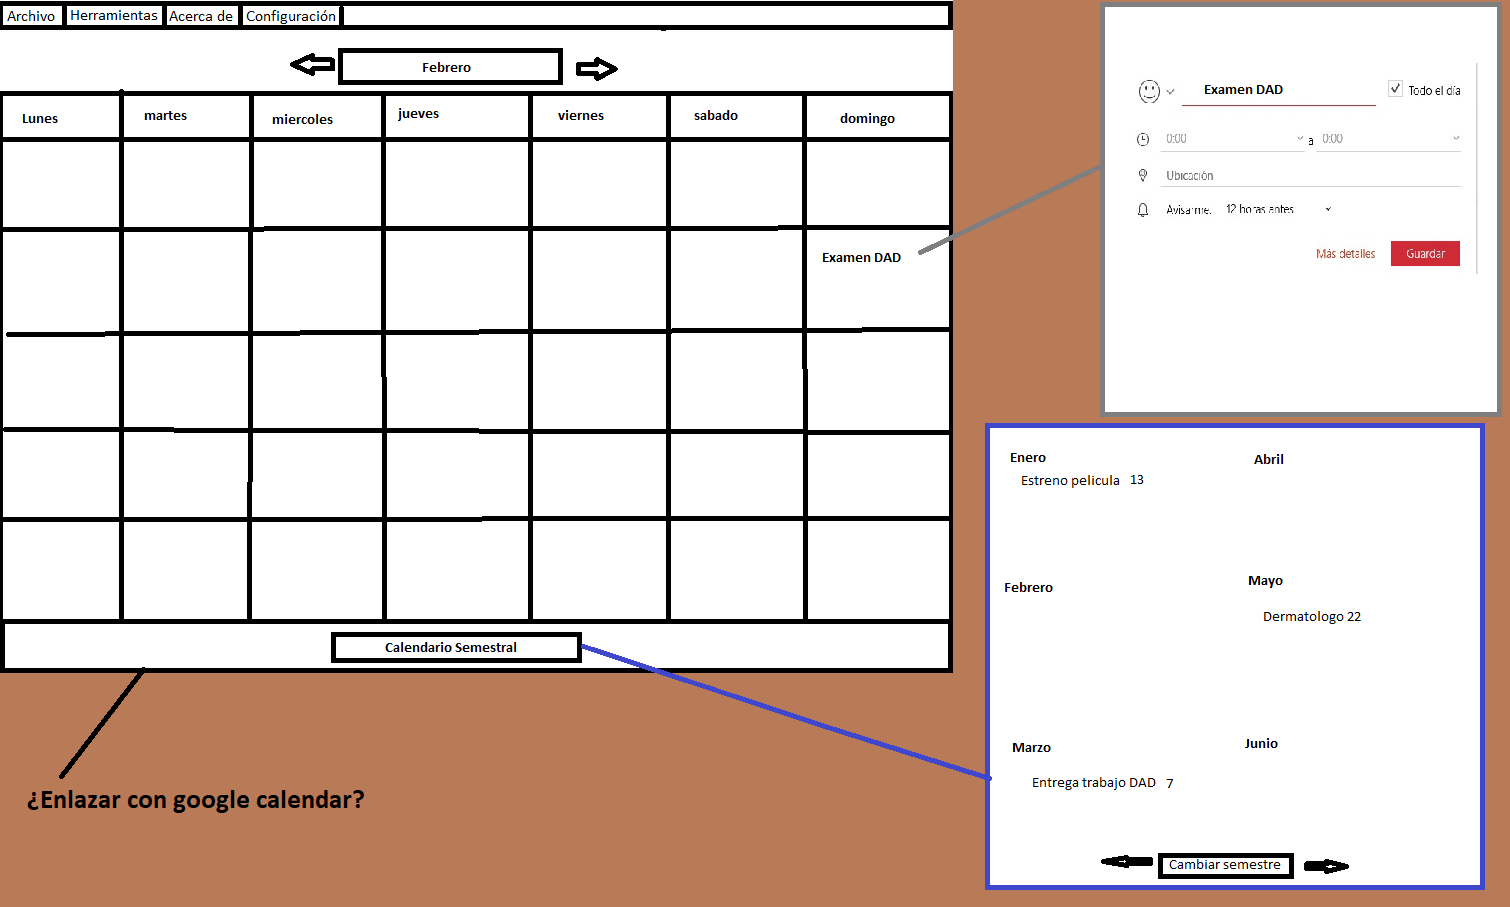 Archivo Herramientas Acerca de Configuración
Febrero
Lunes martes miercoles jueves viernes sabado domingo
Examen DAD
Calendario Semestral
¿Enlazar con google calendar?
Examen DAD Todo el día
0:00 a 0:00
Ubicación
Avisarme: 12 horas antes
Más detalles Guardar
Enero
Estreno pelicula 13
Febrero
Marzo
Entrega trabajo DAD 7
Abril
Mayo
Dermatologo 22
Junio
Cambiar semestre